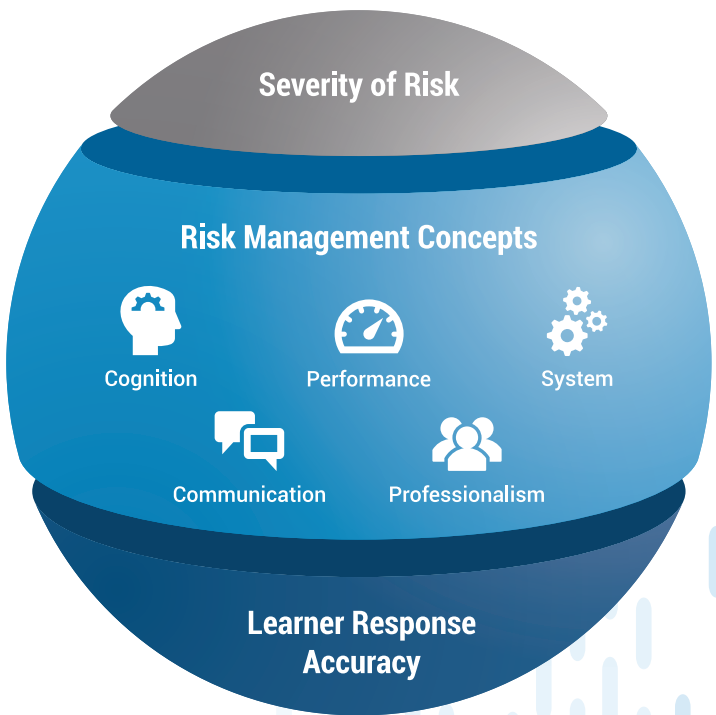 Severity of Risk
Risk Management Concepts
Cognition
Performance
System
Communication
Professionalism
Learner Response
Accuracy